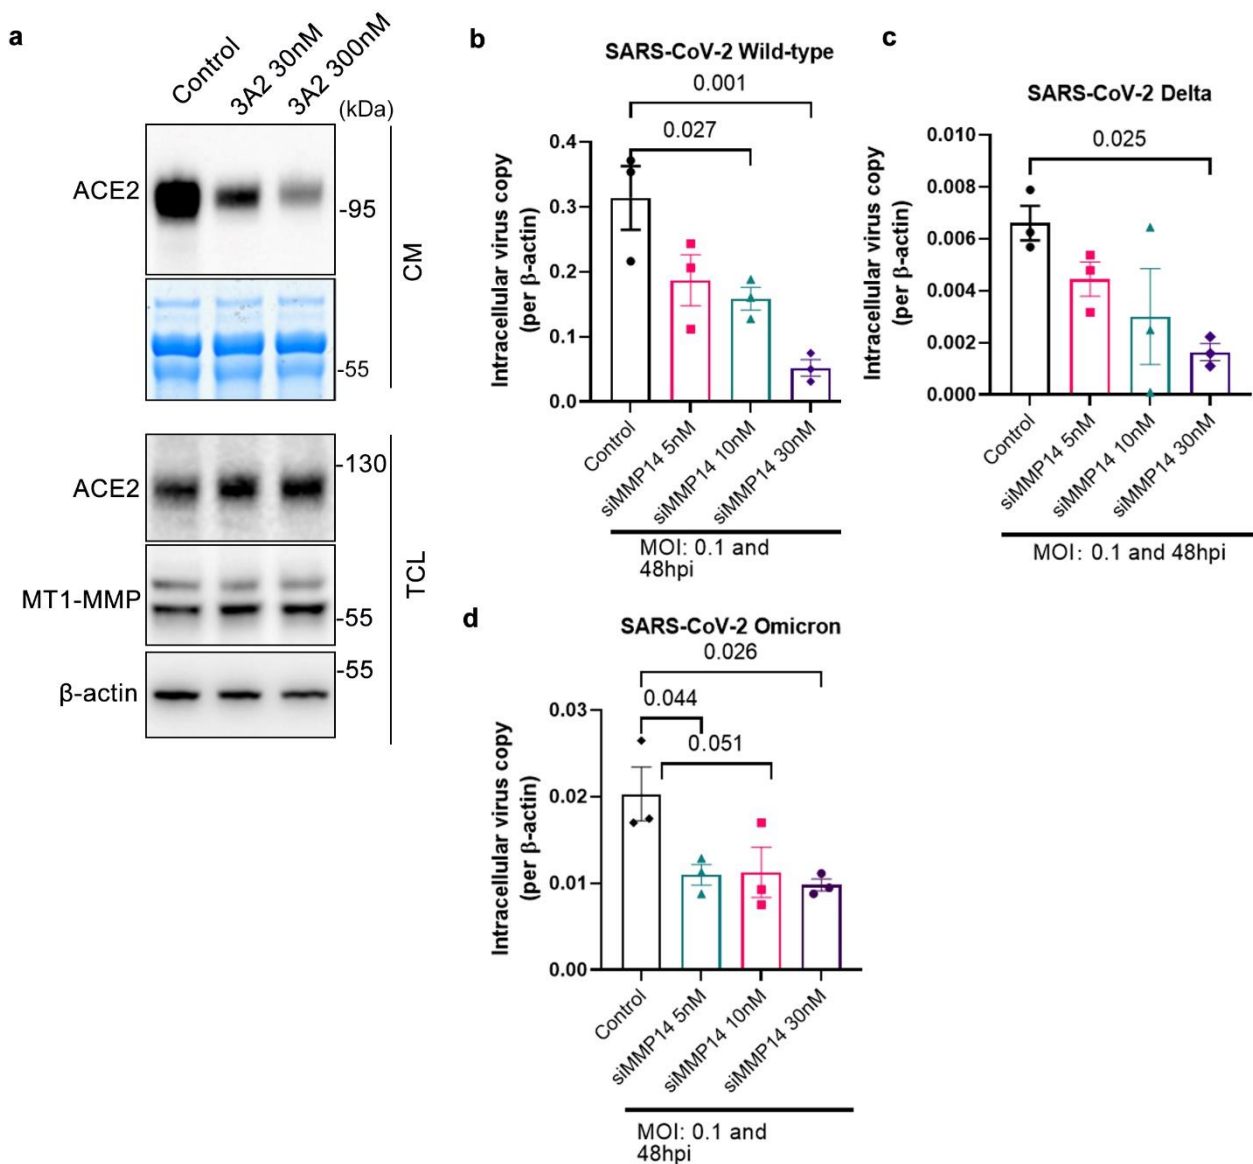 a
Control
3A2 30nM
3A2 300nM
(kDa)
ACE2
-95
CM
-55
ACE2
-130
MT1-MMP
-55
TCL
β-actin
-55
b
SARS-CoV-2 Wild-type
0.001
0.027
Intracellular virus copy
(per β-actin)
0.4
0.3
0.2
0.1
0.0
Control
siMMP14 5nM
siMMP14 10nM
siMMP14 30nM
MOI: 0.1 and
48hpi
c
SARS-CoV-2 Delta
0.025
Intracellular virus copy
(per β-actin)
0.010
0.008
0.006
0.004
0.002
0.000
Control
siMMP14 5nM
siMMP14 10nM
siMMP14 30nM
MOI: 0.1 and 48hpi
d
SARS-CoV-2 Omicron
0.026
0.044
0.051
Intracellular virus copy
(per β-actin)
0.03
0.02
0.01
0.00
Control
siMMP14 5nM
siMMP14 10nM
siMMP14 30nM
MOI: 0.1 and
48hpi